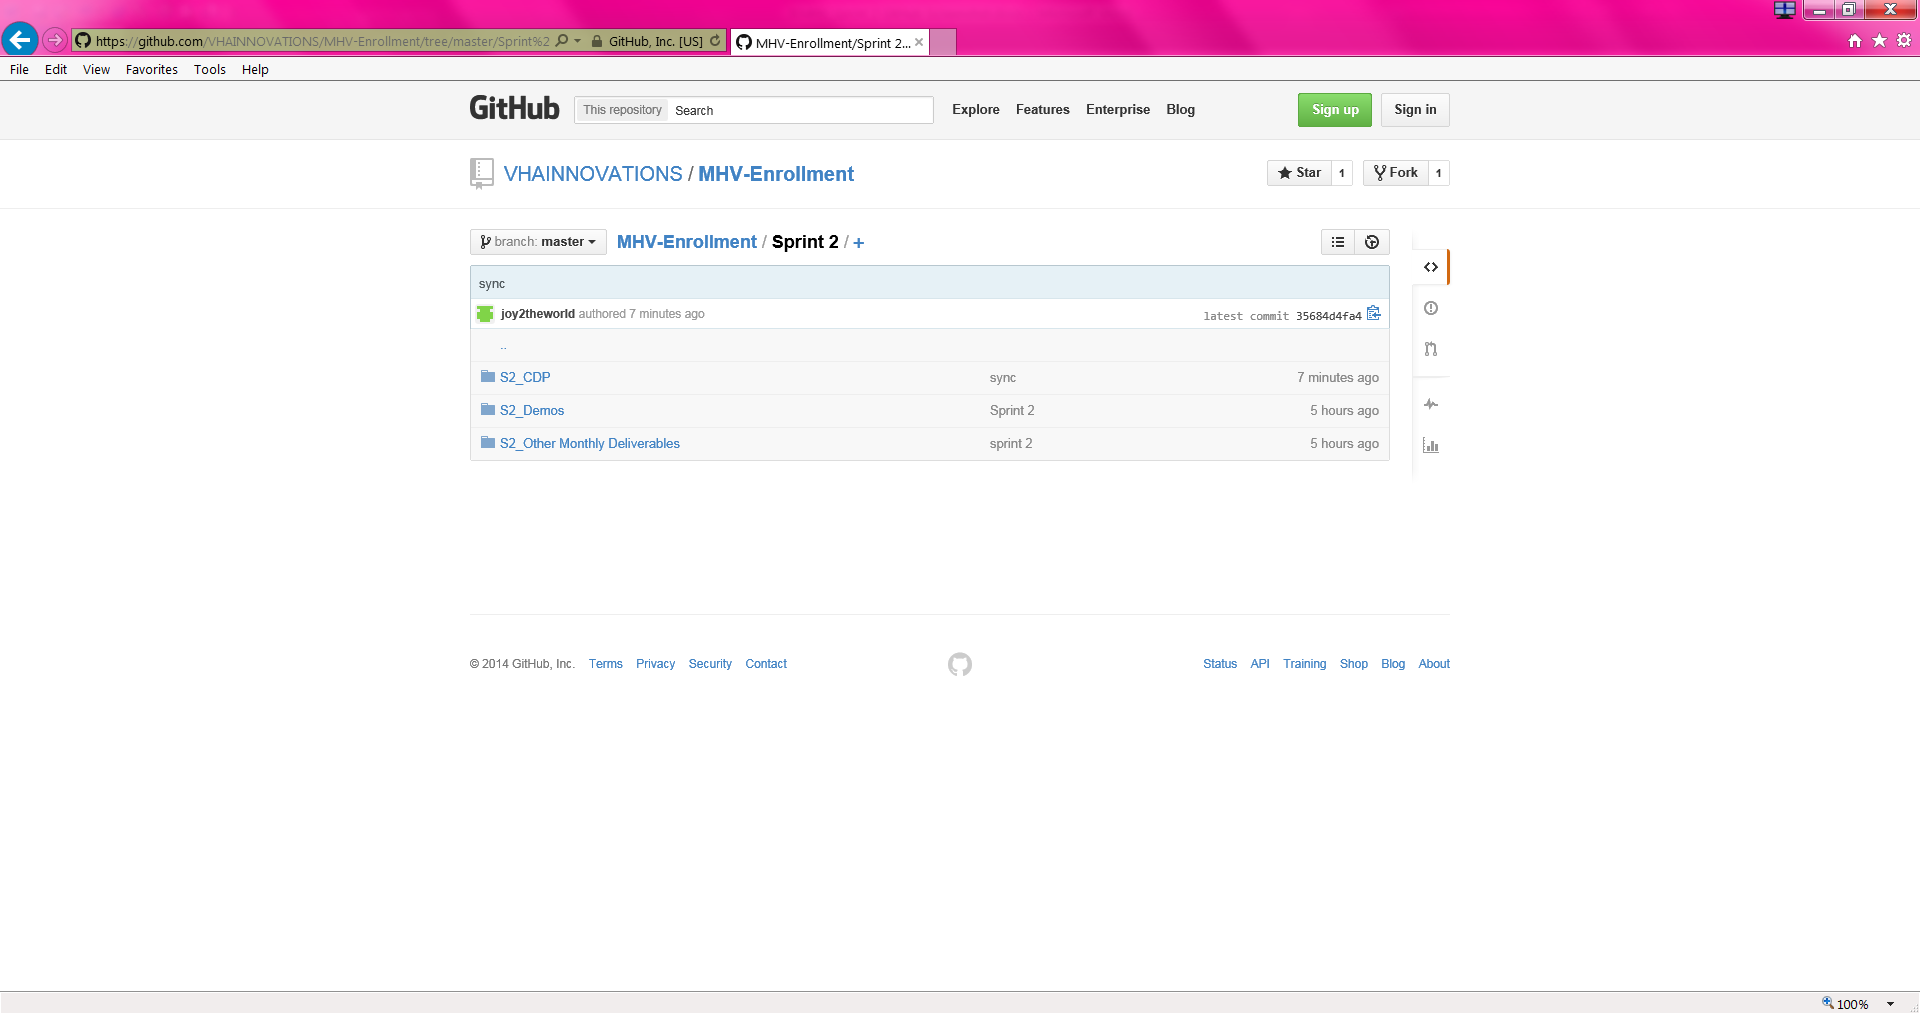 https://github.com/VHAINNOVATIONS/MHV-Enrollment/tree/master/Sprint%2 GitHub, Inc. [US] MHV-Enrollment/Sprint 2...
File Edit View Favorites Tools Help
GitHub This repository Search Explore Features Enterprise Blog Sign up Sign in
VHAINNOVATIONS / MHV-Enrollment Star 1 Fork 1
branch: master MHV-Enrollment / Sprint 2 / +
sync
joy2theworld authored 7 minutes ago latest commit 35684d4fa4
..
S2_CDP sync 7 minutes ago
S2_Demos Sprint 2 5 hours ago
S2_Other Monthly Deliverables sprint 2 5 hours ago
© 2014 GitHub, Inc. Terms Privacy Security Contact Status API Training Shop Blog About
100%